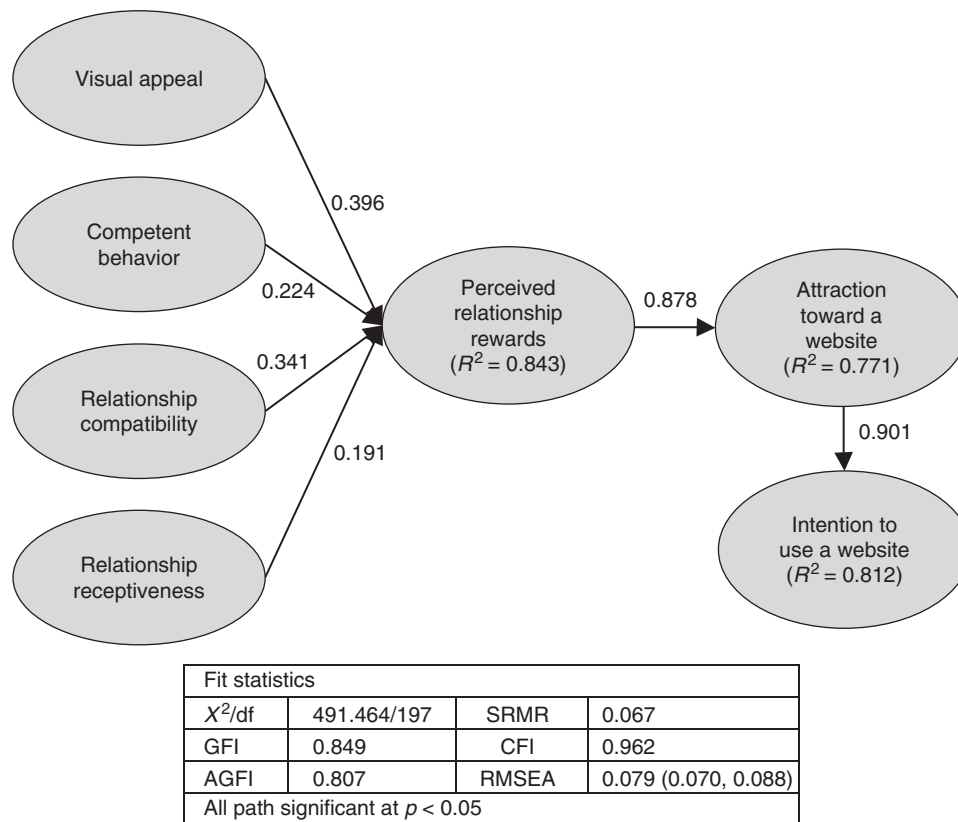 Visual appeal
0.396
Competent
behavior
0.224
Relationship
compatibility
0.341
Relationship
receptiveness
0.191
Perceived
relationship
rewards
(R² = 0.843)
0.878
Attraction
toward a
website
(R² = 0.771)
0.901
Intention to
use a website
(R² = 0.812)
Fit statistics
X²/df 491.464/197 SRMR 0.067
GFI 0.849 CFI 0.962
AGFI 0.807 RMSEA 0.079 (0.070, 0.088)
All path significant at p < 0.05